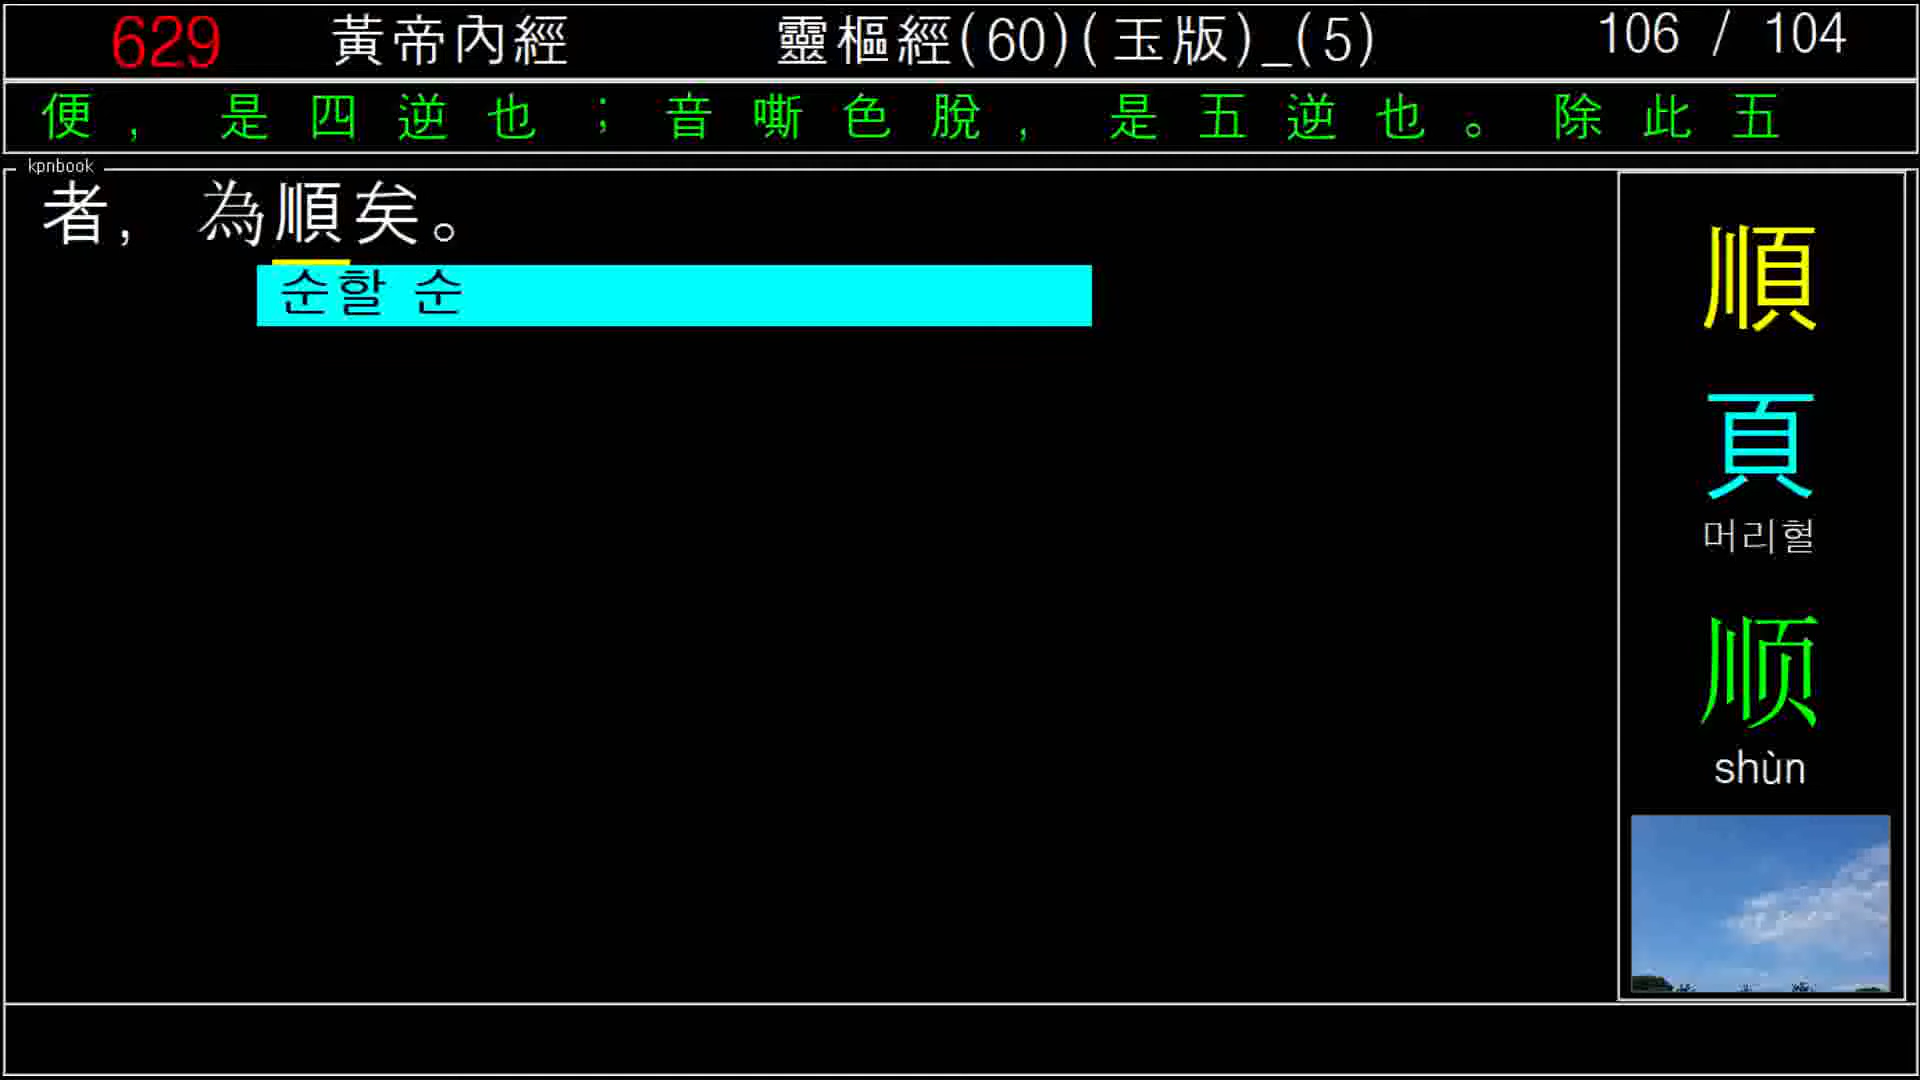 629 黃帝內經 靈樞經(60)(玉版)_(5) 106 / 104
便, 是四逆也；音嘶色脫, 是五逆也。除此五
kpnbook
者, 為順矣。
순할 순
順
頁
머리혈
顺
shùn